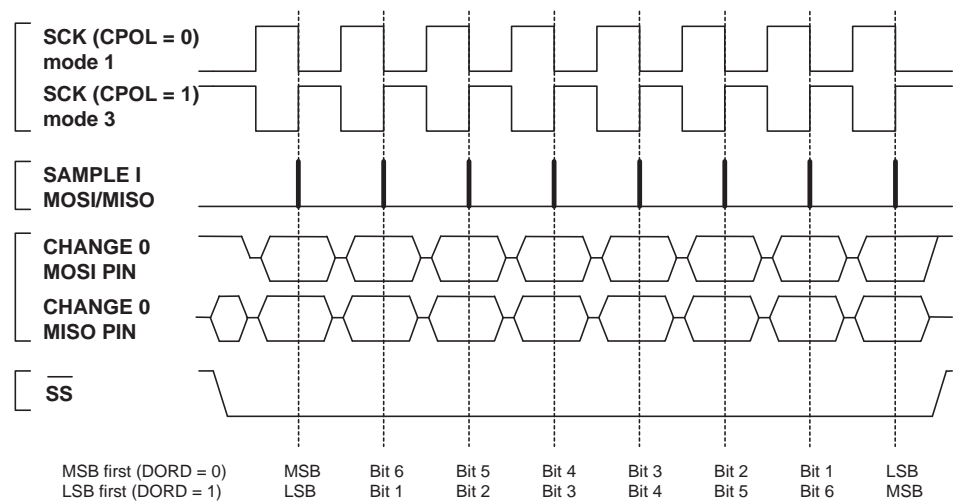 SCK (CPOL = 0)
mode 1
SCK (CPOL = 1)
mode 3
SAMPLE I
MOSI/MISO
CHANGE 0
MOSI PIN
CHANGE 0
MISO PIN
SS
MSB first (DORD = 0) MSB Bit 6 Bit 5 Bit 4 Bit 3 Bit 2 Bit 1 LSB
LSB first (DORD = 1) LSB Bit 1 Bit 2 Bit 3 Bit 4 Bit 5 Bit 6 MSB